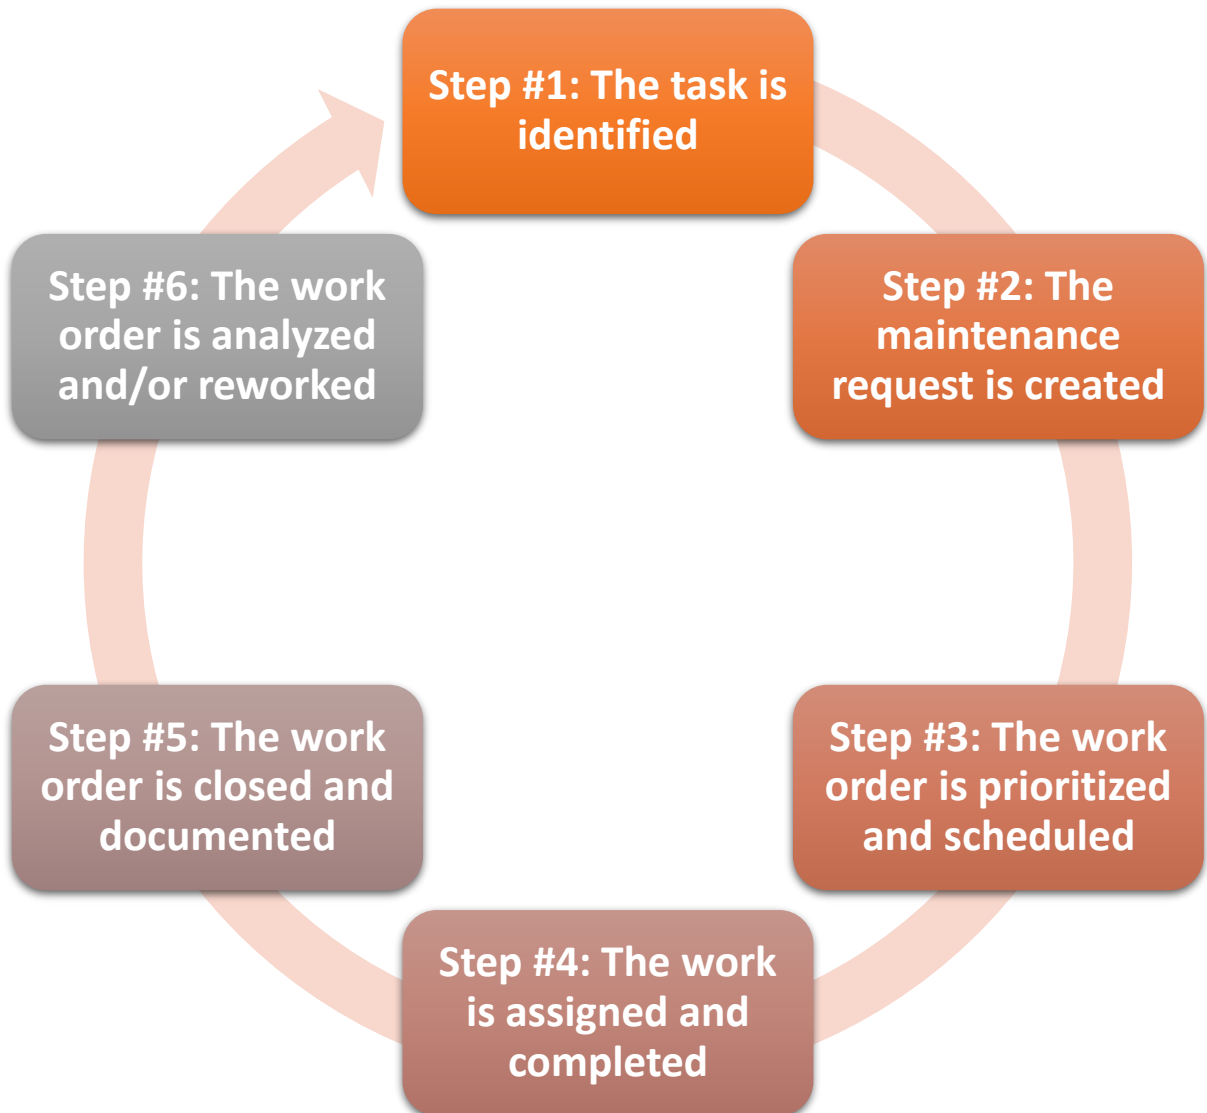 Step #1: The task is
identified
Step #2: The
maintenance
request is created
Step #3: The work
order is prioritized
and scheduled
Step #4: The work
is assigned and
completed
Step #5: The work
order is closed and
documented
Step #6: The work
order is analyzed
and/or reworked